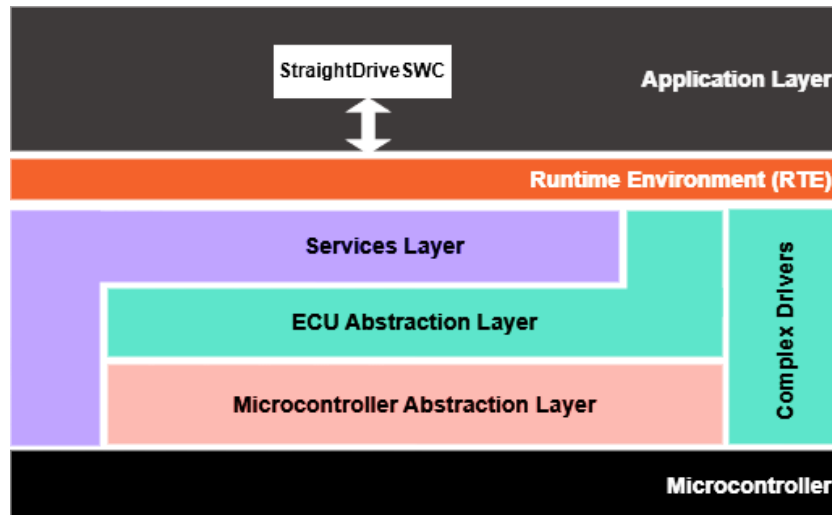 StraightDrive SWC
Application Layer
Runtime Environment (RTE)
Services Layer
ECU Abstraction Layer
Complex Drivers
Microcontroller Abstraction Layer
Microcontroller